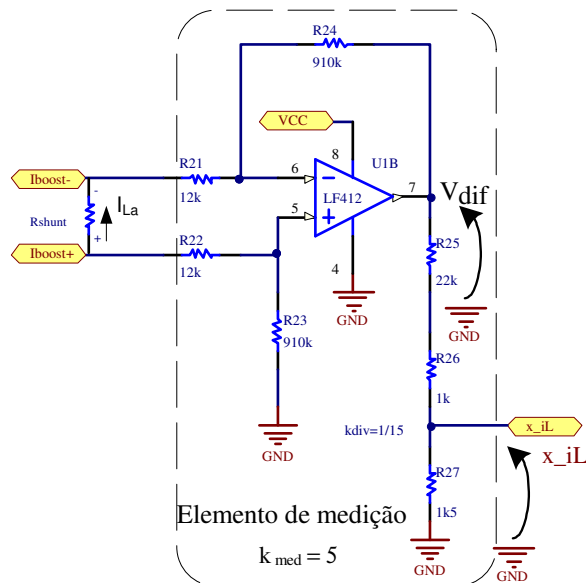 R24
910k
VCC
8
U1B
Iboost-
R21
6
7
12k
LF412
V dif
-
I La
5
Rshunt
+
Iboost+
R22
R25
12k
4
22k
GND
R23
910k
GND
R26
1k
GND
kdiv=1/15
x_iL
x_iL
R27
1k5
Elemento de medição
k med = 5
GND
GND